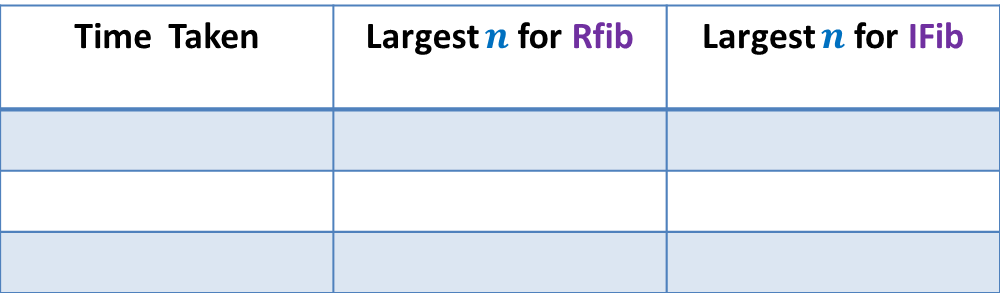 Time Taken
Largest n for Rfib
Largest n for IFib